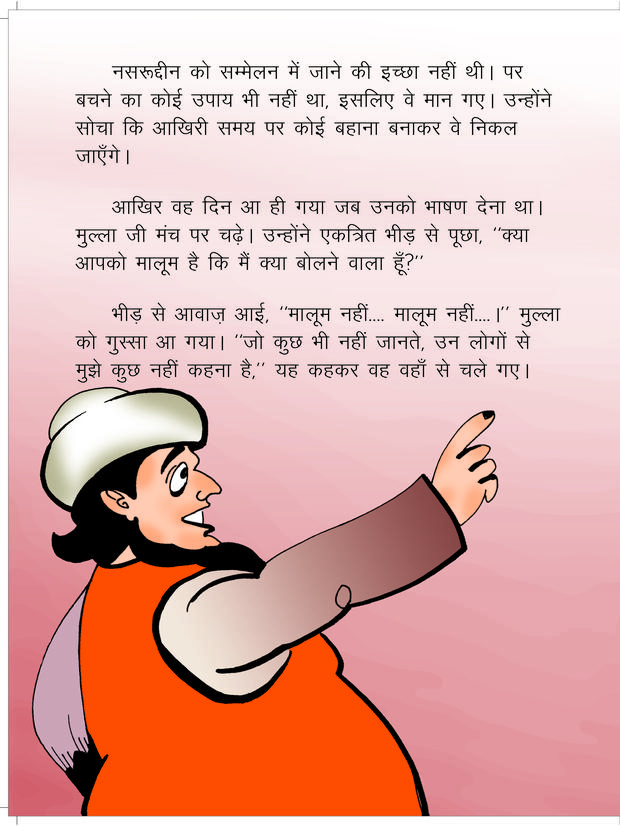 नसरूद्दीन को सम्मेलन में जाने की इच्छा नहीं थी। पर
बचने का कोई उपाय भी नहीं था, इसलिए वे मान गए। उन्होंने
सोचा कि आखिरी समय पर कोई बहाना बनाकर वे निकल
जाएँगे।
आखिर वह दिन आ ही गया जब उनको भाषण देना था।
मुल्ला जी मंच पर चढ़े। उन्होंने एकत्रित भीड़ से पूछा, ''क्या
आपको मालूम है कि मैं क्या बोलने वाला हूँ?''
भीड़ से आवाज़ आई, ''मालूम नहीं.... मालूम नहीं....।'' मुल्ला
को गुस्सा आ गया। ''जो कुछ भी नहीं जानते, उन लोगों से
मुझे कुछ नहीं कहना है,'' यह कहकर वह वहाँ से चले गए।